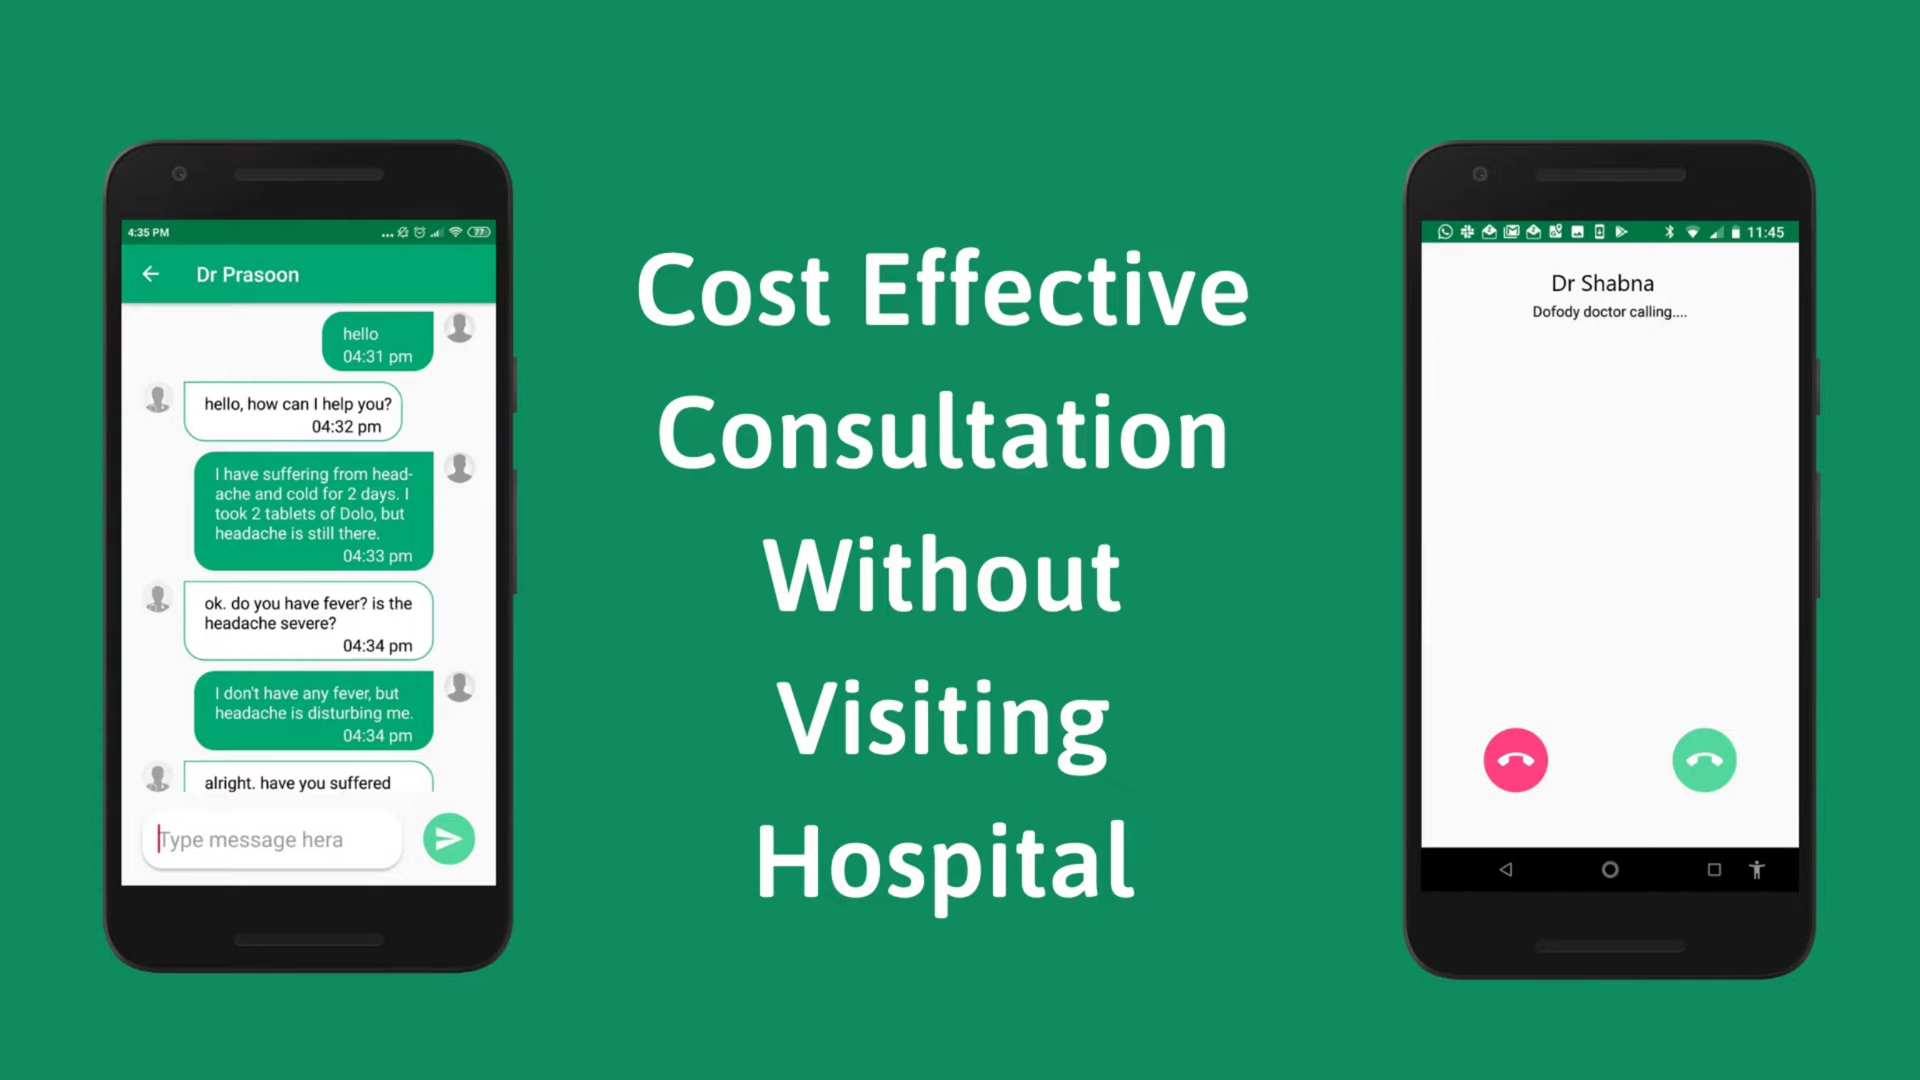 4:35 PM
77
Dr Prasoon
hello
04:31 pm
hello, how can I help you?
04:32 pm
I have suffering from head-
ache and cold for 2 days. I
took 2 tablets of Dolo, but
headache is still there.
04:33 pm
ok. do you have fever? is the
headache severe?
04:34 pm
I don't have any fever, but
headache is disturbing me.
04:34 pm
alright. have you suffered
Type message hera
Cost Effective
Consultation
Without
Visiting
Hospital
11:45
Dr Shabna
Dofody doctor calling....